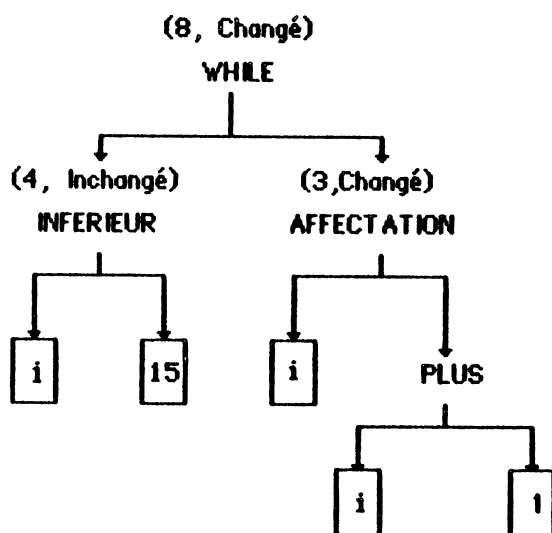 (8, Changé)
WHILE
(4, Inchangé) (3,Changé)
INFERIEUR AFFECTATION
i 15 i PLUS
i 1